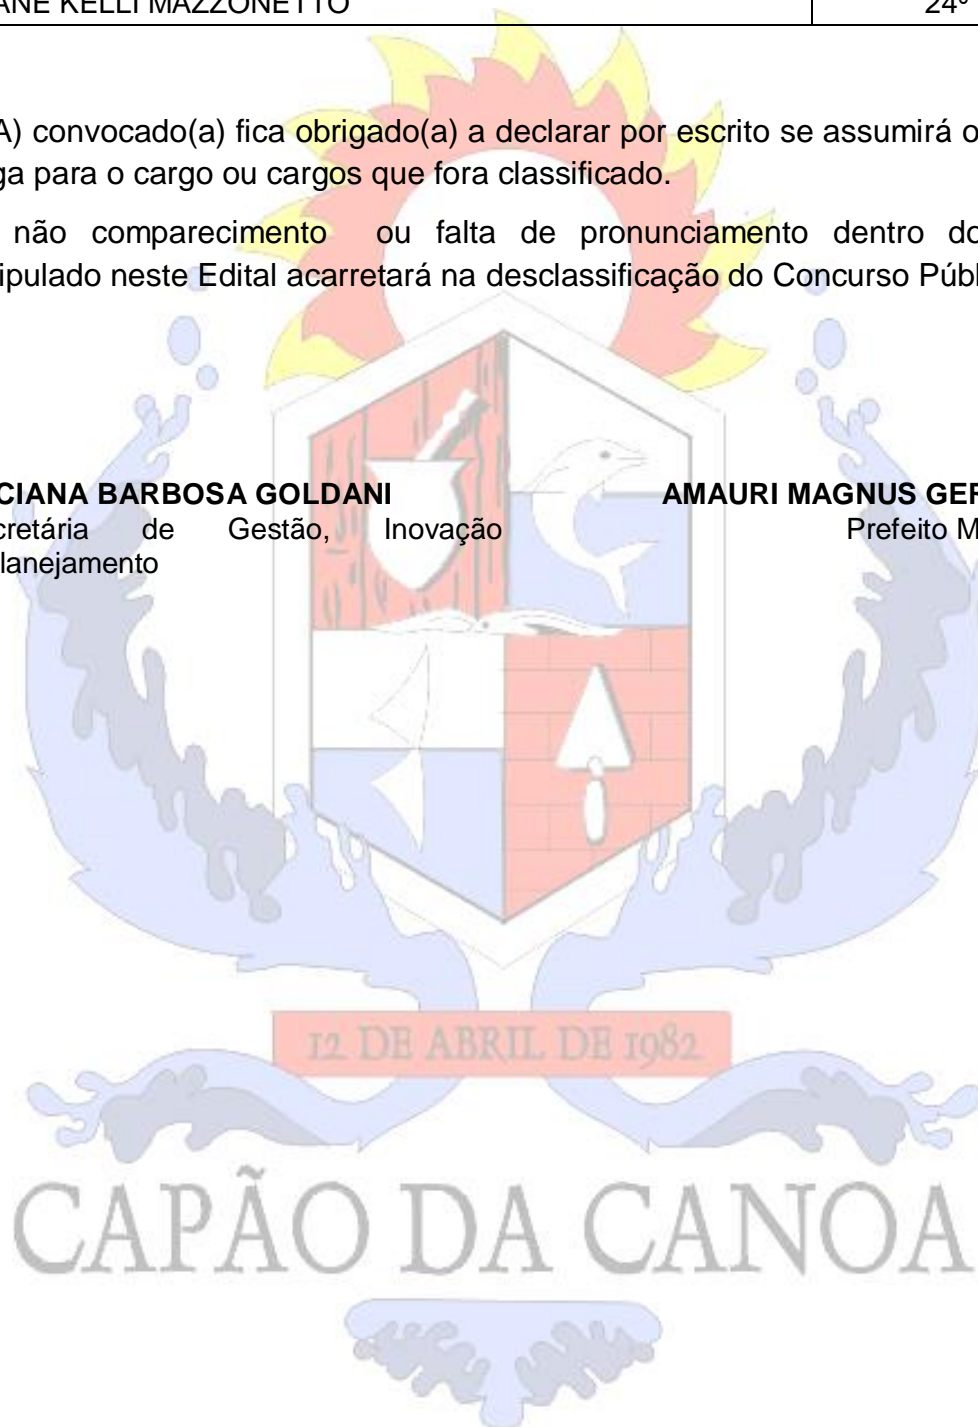 ANE KELLI MAZZONETTO 24º
A) convocado(a) fica obrigado(a) a declarar por escrito se assumirá o
ga para o cargo ou cargos que fora classificado.
não comparecimento ou falta de pronunciamento dentro do
ipulado neste Edital acarretará na desclassificação do Concurso Públ
CIANA BARBOSA GOLDANI AMAURI MAGNUS GER
cretária de Gestão, Inovação Prefeito M
lanejamento
12 DE ABRIL DE 1982
CAPÃO DA CANOA